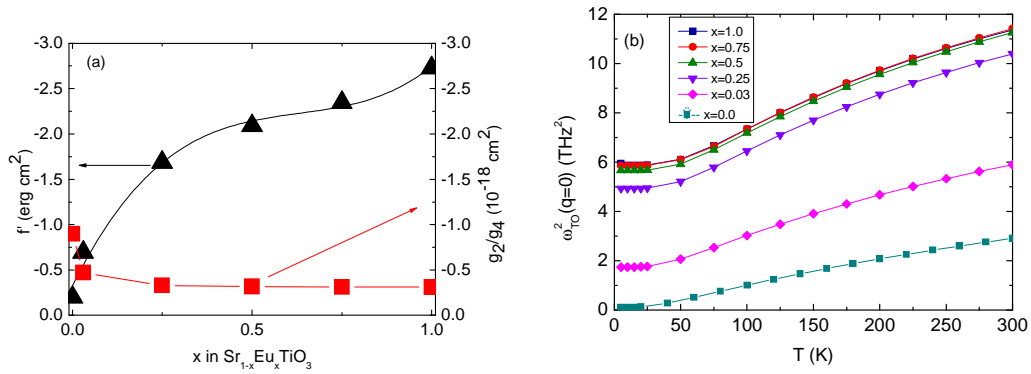 (a)
-3.0
-2.5
-2.0
-1.5
-1.0
-0.5
0.0
f' (erg cm²)
-3.0
-2.5
-2.0
-1.5
-1.0
-0.5
0.0
g₂/g₄ (10⁻¹⁸ cm²)
0.0 0.5 1.0
x in Sr₁₋ₓEuₓTiO₃
(b)
x=1.0
x=0.75
x=0.5
x=0.25
x=0.03
-- x=0.0
12
10
8
6
4
2
0
ω²_TO(q=0) (THz²)
0 50 100 150 200 250 300
T (K)